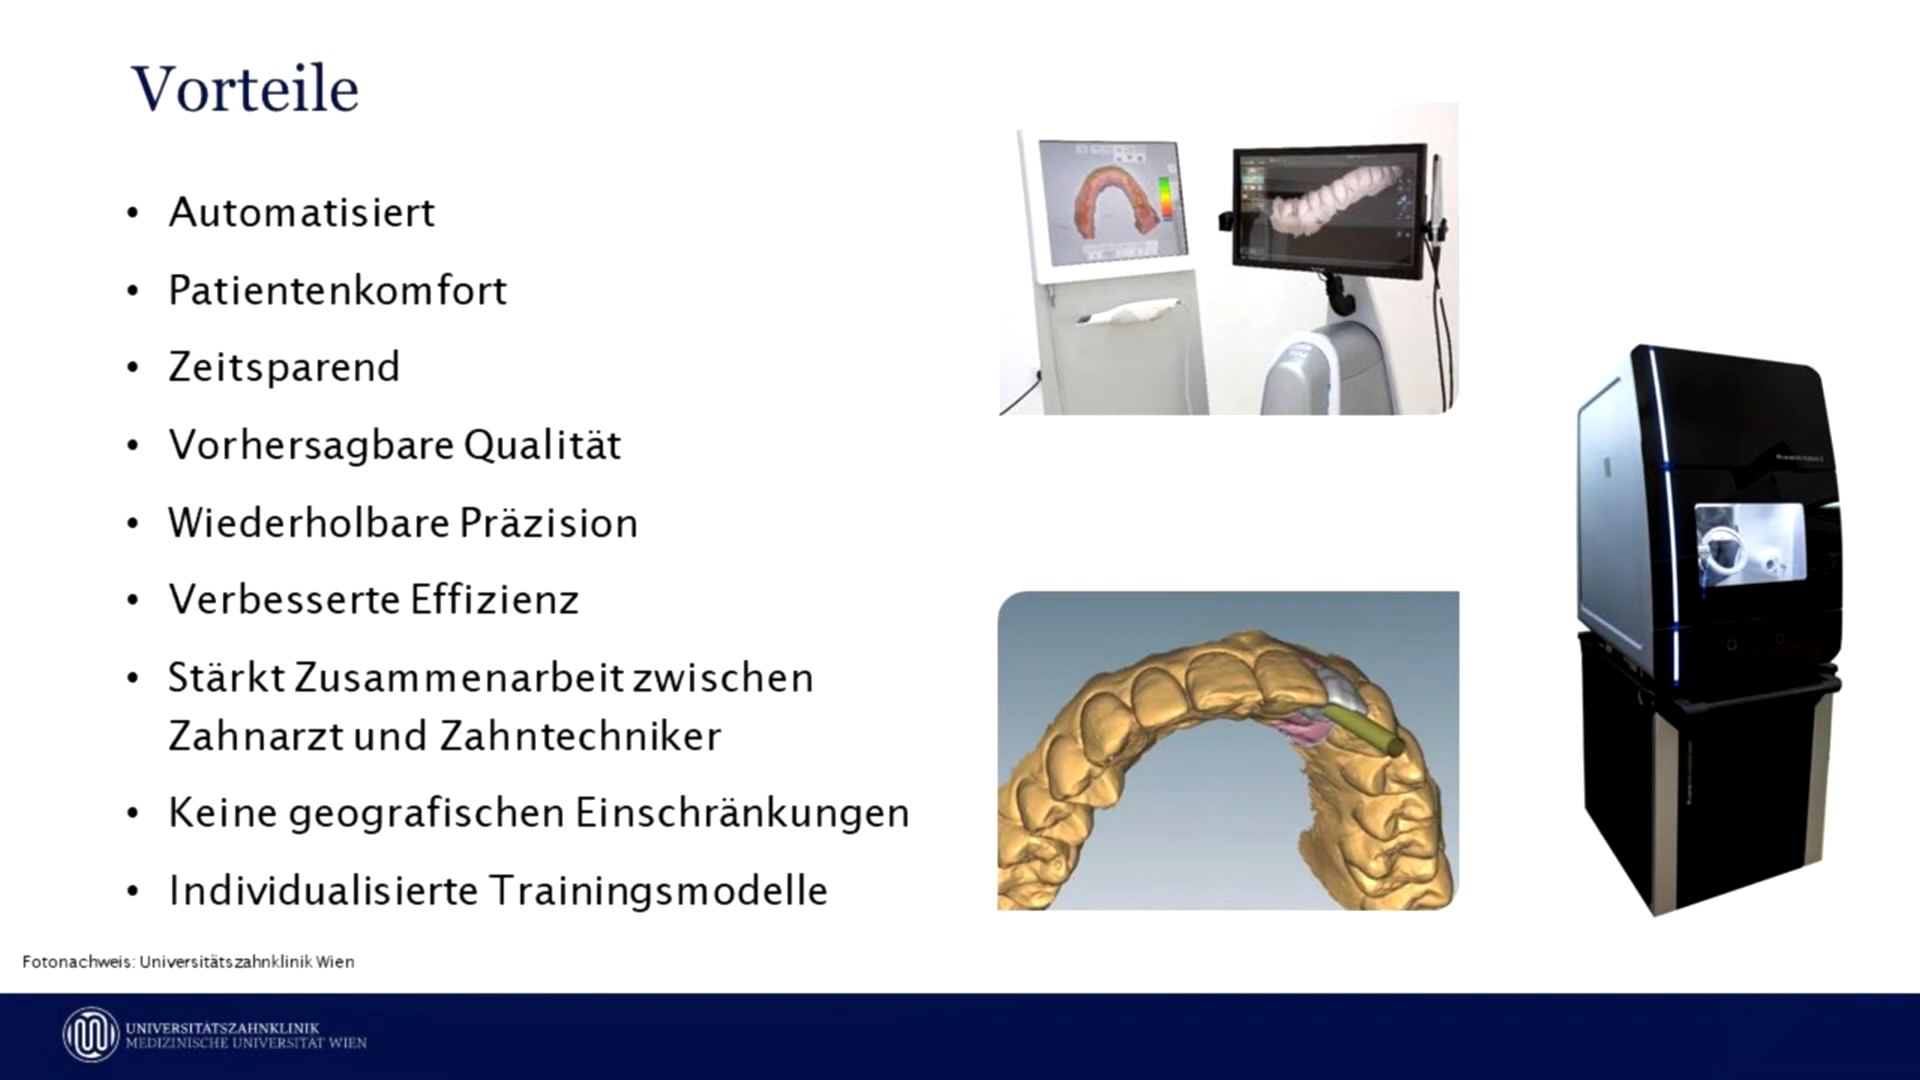 Vorteile
• Automatisiert
• Patientenkomfort
• Zeitsparend
• Vorhersagbare Qualität
• Wiederholbare Präzision
• Verbesserte Effizienz
• Stärkt Zusammenarbeit zwischen
Zahnarzt und Zahntechniker
• Keine geografischen Einschränkungen
• Individualisierte Trainingsmodelle
Fotonachweis: Universitätszahnklinik Wien
UNIVERSITÄTSZAHNKLINIK
MEDIZINISCHE UNIVERSITÄT WIEN